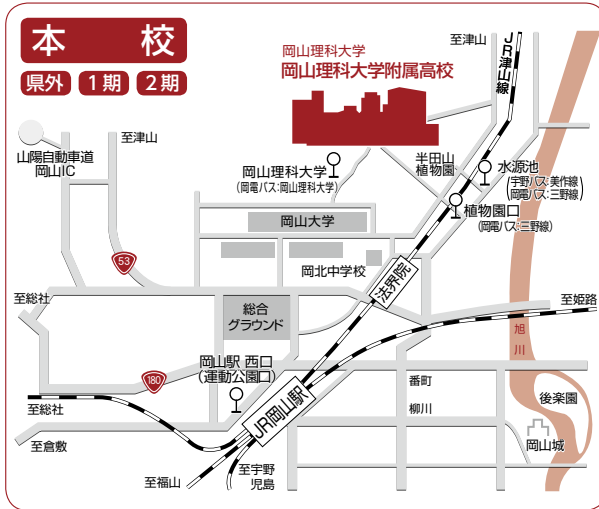 本 校
県外 1期 2期
岡山理科大学
岡山理科大学附属高校
至津山
JR津山線
山陽自動車道
岡山IC
至津山
岡山理科大学
(岡電バス:岡山理科大学)
半田山
植物園
水源池
(宇野バス:美作線)
(岡電バス:三野線)
植物園口
(岡電バス:三野線)
岡山大学
岡北中学校
53
法界院
至総社
総合
グラウンド
至姫路
旭川
岡山駅 西口
(運動公園口)
180
番町
柳川
後楽園
岡山城
JR岡山駅
至総社
至倉敷
至福山
至宇野
児島